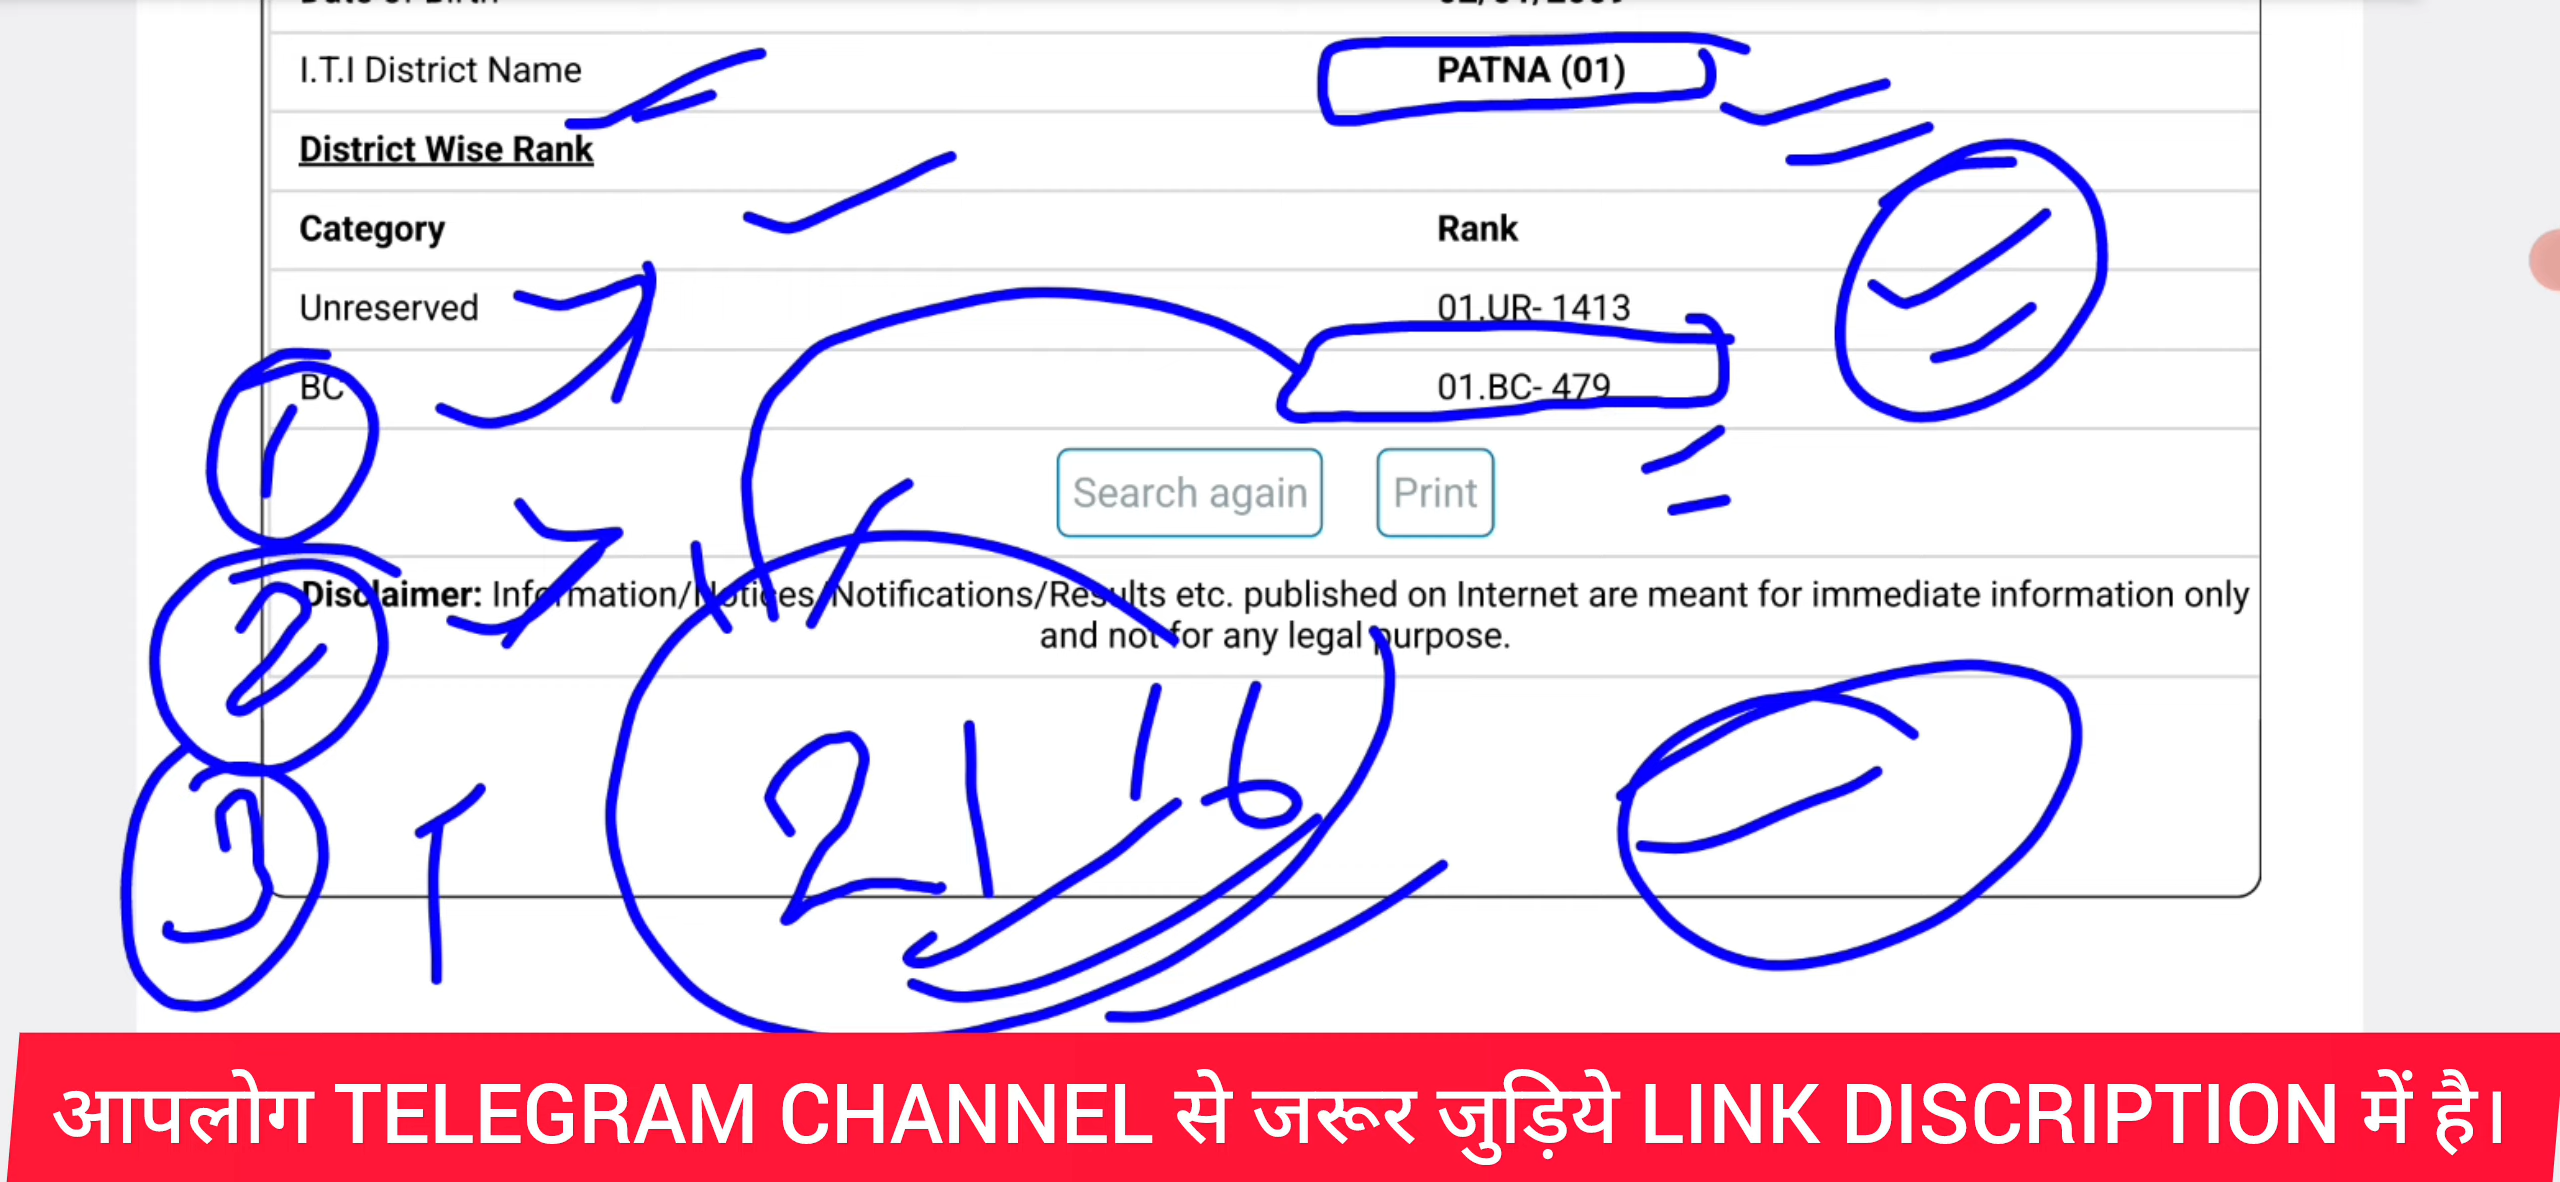 I.T.I District Name PATNA (01)
District Wise Rank
Category Rank
Unreserved 01.UR- 1413
BC 01.BC- 479
1
Search again Print
2
Disclaimer: Information/Notices/Notifications/Results etc. published on Internet are meant for immediate information only
and not for any legal purpose.
3
21 16
आपलोग TELEGRAM CHANNEL से जरूर जुड़िये LINK DISCRIPTION में है।